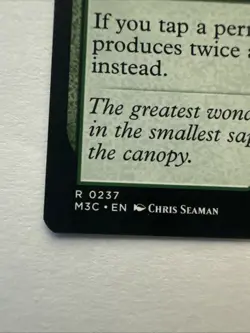 If you tap a perm
produces twice a
instead.
The greatest wond
in the smallest sap
the canopy.
R 0237
M3C • EN CHRIS SEAMAN